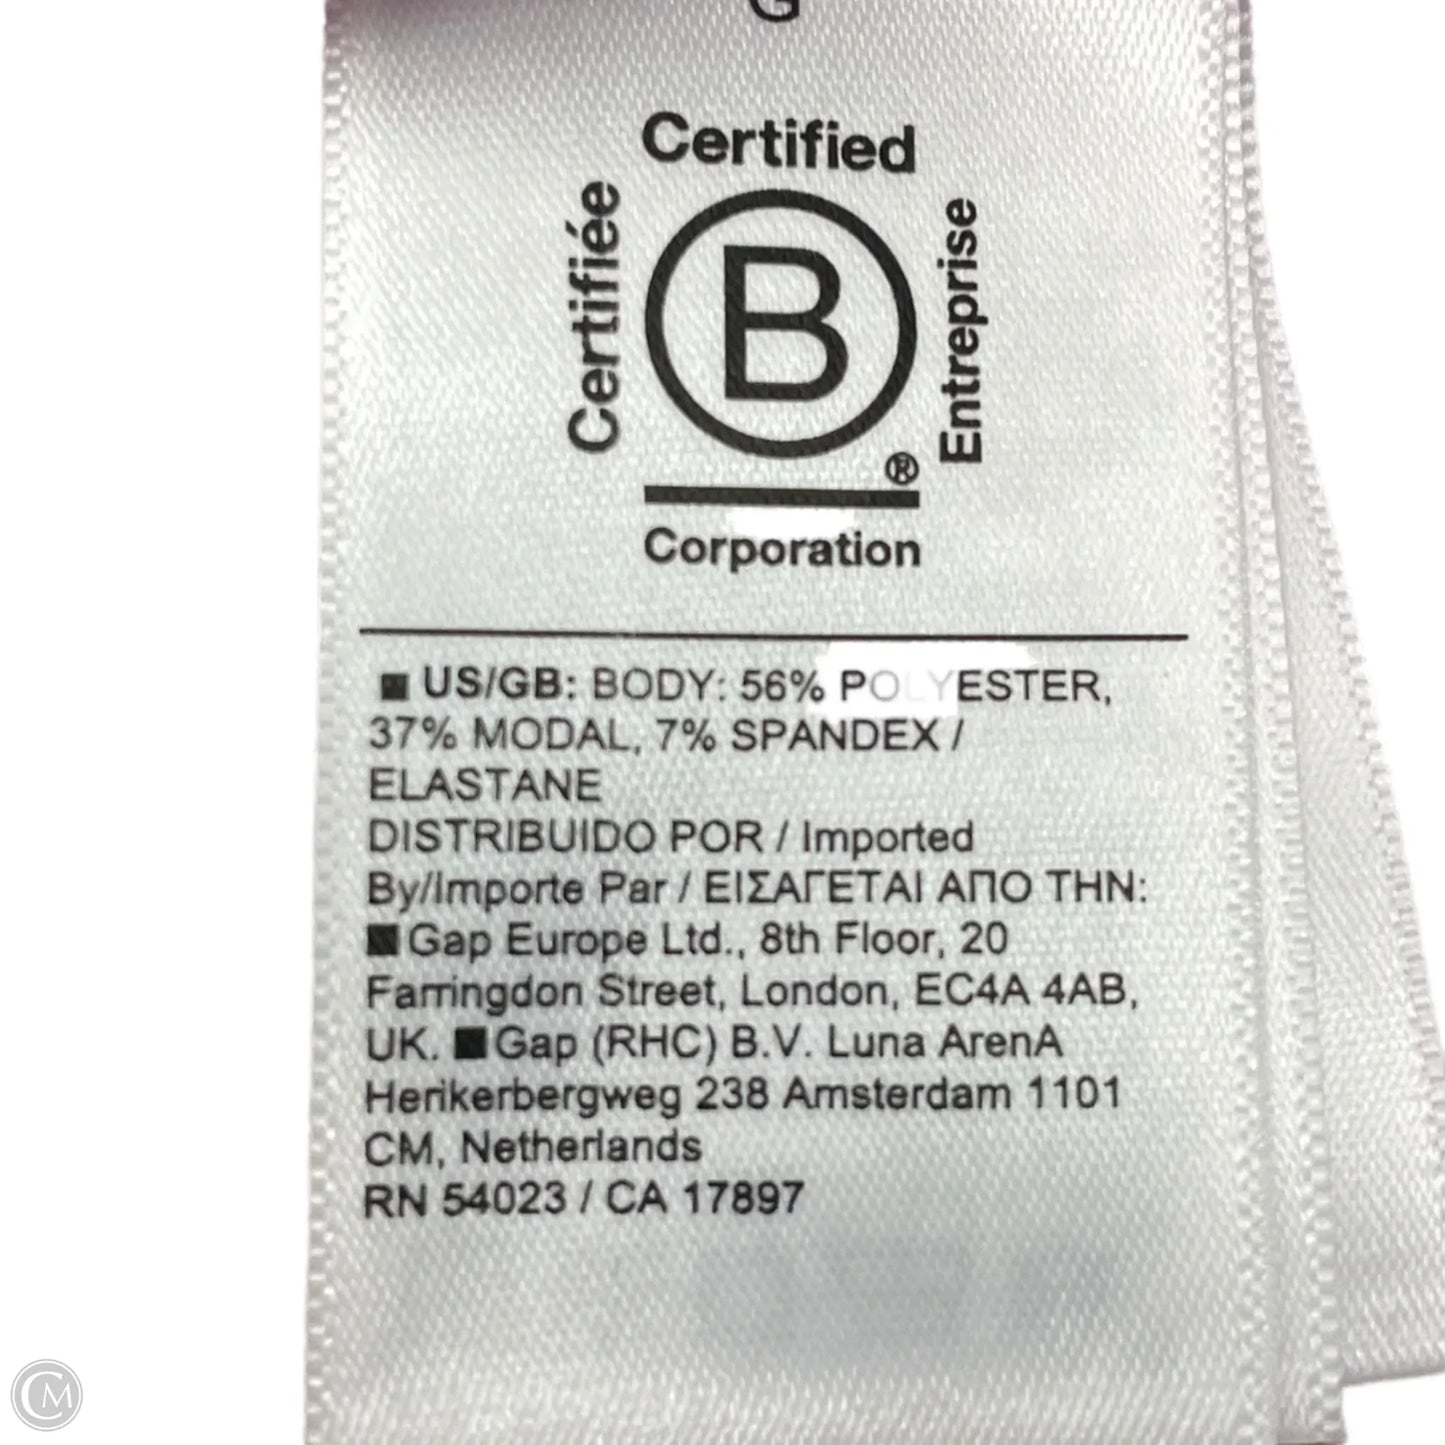 G
Certified
Certifiée
B
Entreprise
®
Corporation
■ US/GB: BODY: 56% POLYESTER,
37% MODAL, 7% SPANDEX /
ELASTANE
DISTRIBUIDO POR / Imported
By/Importe Par / ΕΙΣΑΓΕΤΑΙ ΑΠΟ ΤΗΝ:
■ Gap Europe Ltd., 8th Floor, 20
Farringdon Street, London, EC4A 4AB,
UK. ■ Gap (RHC) B.V. Luna ArenA
Herikerbergweg 238 Amsterdam 1101
CM, Netherlands
RN 54023 / CA 17897
CM